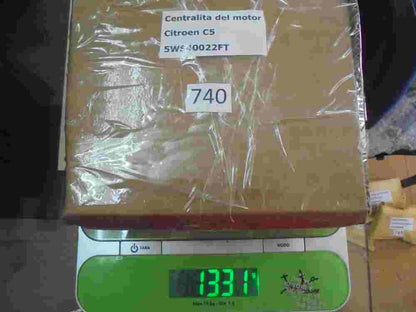 Centralita del motor
Citroen C5
5WS40022FT
740
TARA
MODO
1331